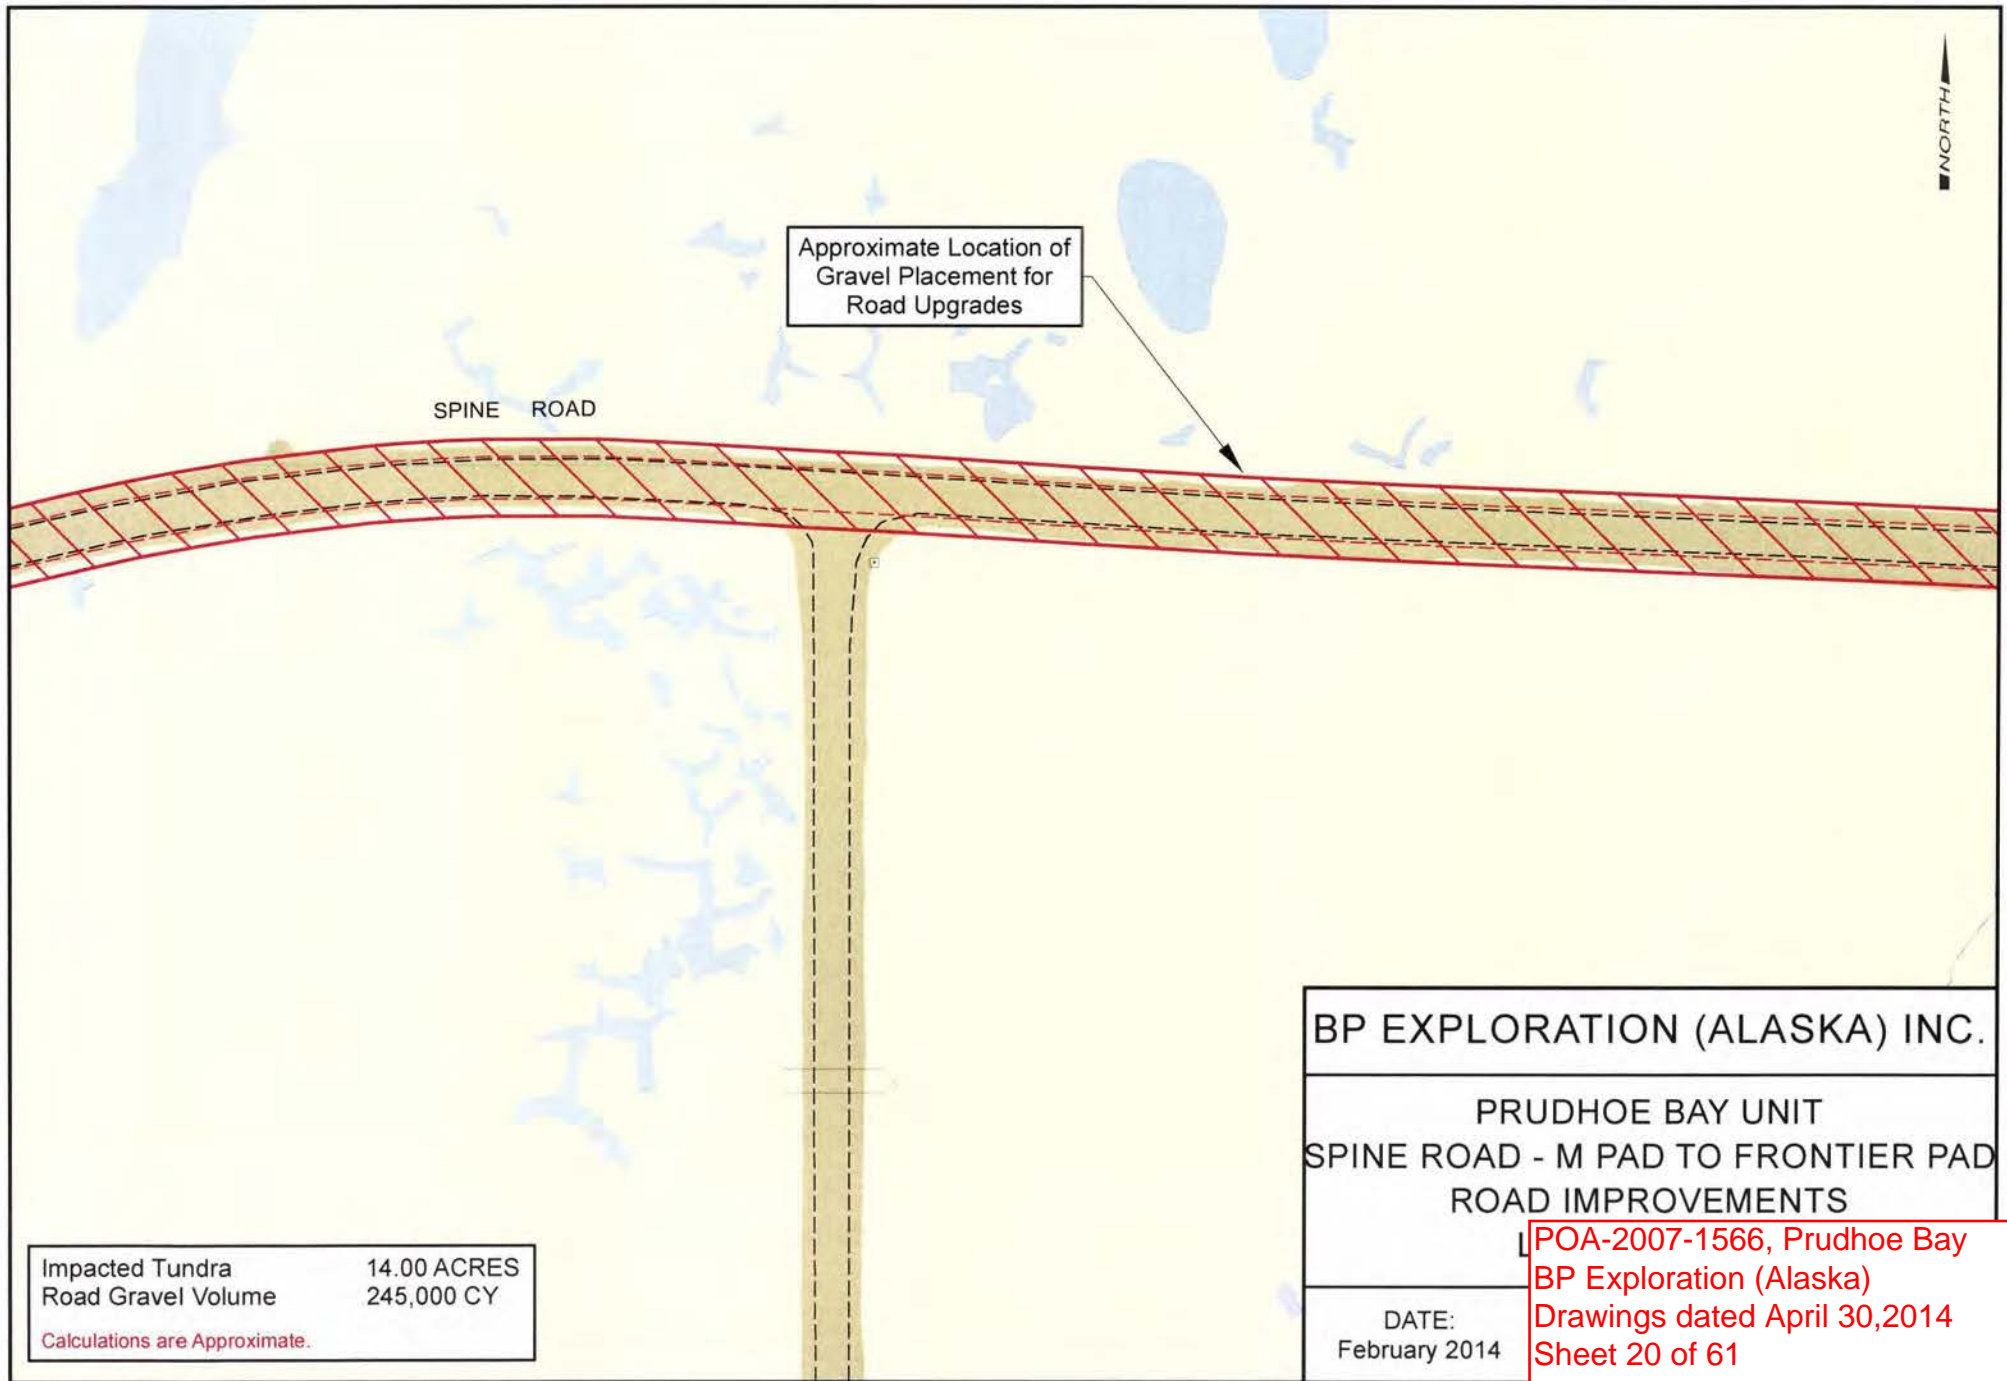 NORTH
Approximate Location of
Gravel Placement for
Road Upgrades
SPINE ROAD
BP EXPLORATION (ALASKA) INC.
PRUDHOE BAY UNIT
SPINE ROAD - M PAD TO FRONTIER PAD
ROAD IMPROVEMENTS
POA-2007-1566, Prudhoe Bay
BP Exploration (Alaska)
Drawings dated April 30,2014
Sheet 20 of 61
DATE:
February 2014
Impacted Tundra 14.00 ACRES
Road Gravel Volume 245,000 CY
Calculations are Approximate.